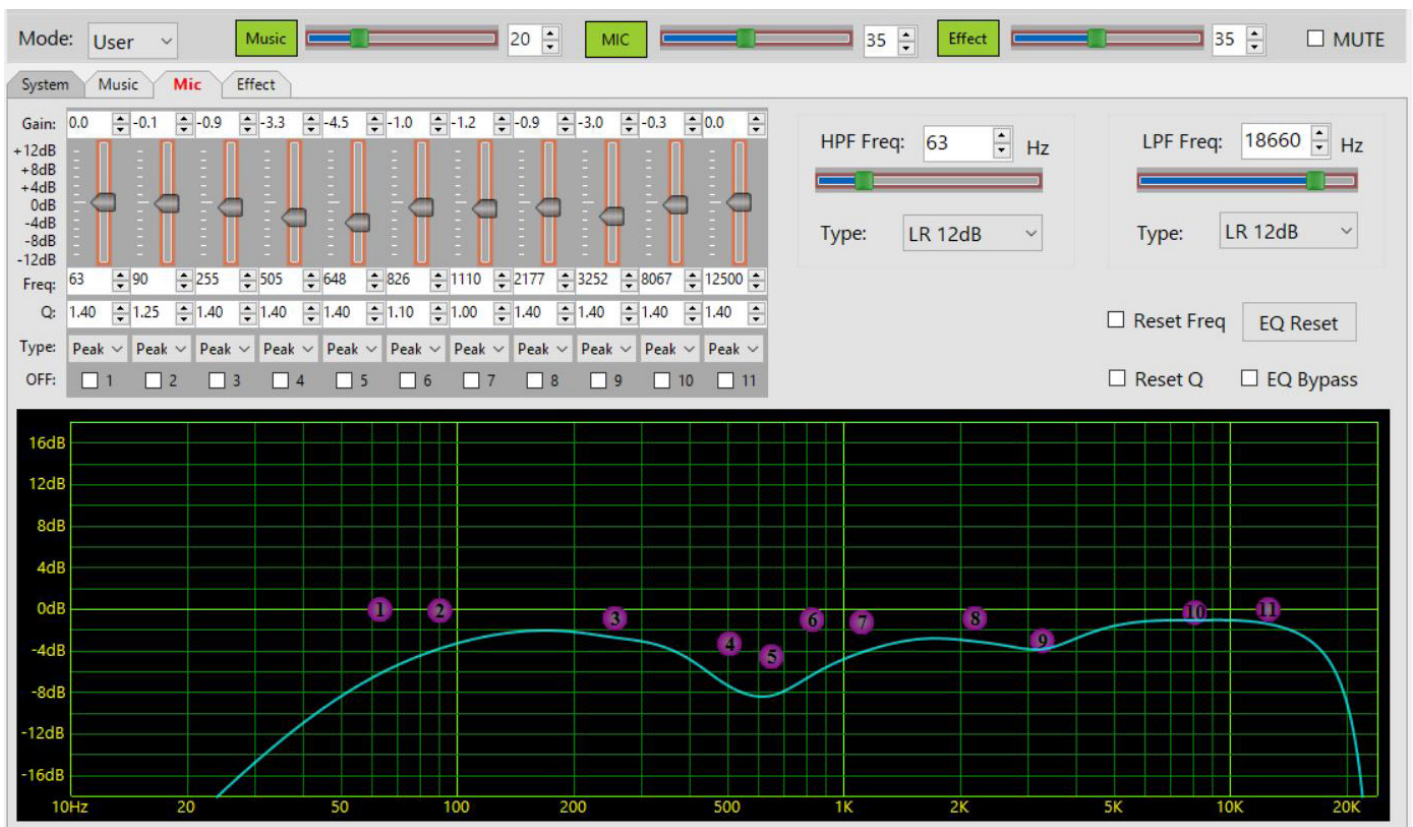 Mode: User Music 20 MIC 35 Effect 35 MUTE
System Music Mic Effect
Gain: 0.0 -0.1 -0.9 -3.3 -4.5 -1.0 -1.2 -0.9 -3.0 -0.3 0.0
+12dB
+8dB
+4dB
0dB
-4dB
-8dB
-12dB
Freq: 63 90 255 505 648 826 1110 2177 3252 8067 12500
Q: 1.40 1.25 1.40 1.40 1.40 1.10 1.00 1.40 1.40 1.40 1.40
Type: Peak Peak Peak Peak Peak Peak Peak Peak Peak Peak Peak
OFF: 1 2 3 4 5 6 7 8 9 10 11
HPF Freq: 63 Hz
Type: LR 12dB
LPF Freq: 18660 Hz
Type: LR 12dB
Reset Freq EQ Reset
Reset Q EQ Bypass
16dB
12dB
8dB
4dB
0dB
-4dB
-8dB
-12dB
-16dB
1 2 3 4 5 6 7 8 9 10 11
10Hz 20 50 100 200 500 1K 2K 5K 10K 20K